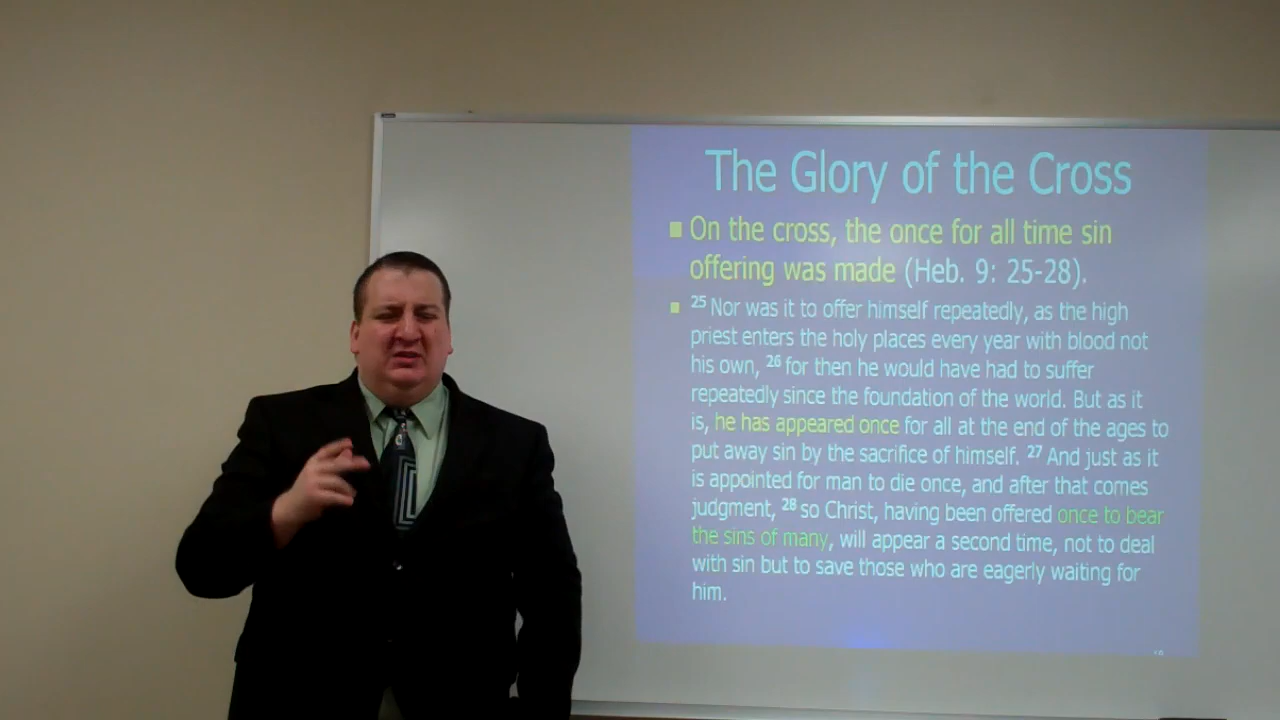 The Glory of the Cross
■ On the cross, the once for all time sin
offering was made (Heb. 9: 25-28).
■ 25 Nor was it to offer himself repeatedly, as the high
priest enters the holy places every year with blood not
his own, 26 for then he would have had to suffer
repeatedly since the foundation of the world. But as it
is, he has appeared once for all at the end of the ages to
put away sin by the sacrifice of himself. 27 And just as it
is appointed for man to die once, and after that comes
judgment, 28 so Christ, having been offered once to bear
the sins of many, will appear a second time, not to deal
with sin but to save those who are eagerly waiting for
him.